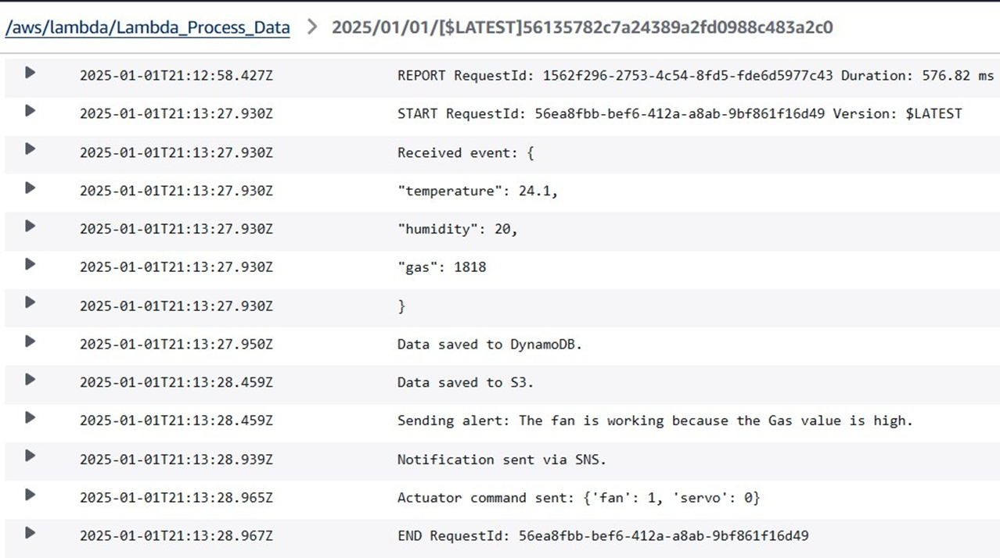 /aws/lambda/Lambda_Process_Data > 2025/01/01/[$LATEST]56135782c7a24389a2fd0988c483a2c0
2025-01-01T21:12:58.427Z REPORT RequestId: 1562f296-2753-4c54-8fd5-fde6d5977c43 Duration: 576.82 ms
2025-01-01T21:13:27.930Z START RequestId: 56ea8fbb-bef6-412a-a8ab-9bf861f16d49 Version: $LATEST
2025-01-01T21:13:27.930Z Received event: {
2025-01-01T21:13:27.930Z "temperature": 24.1,
2025-01-01T21:13:27.930Z "humidity": 20,
2025-01-01T21:13:27.930Z "gas": 1818
2025-01-01T21:13:27.930Z }
2025-01-01T21:13:27.950Z Data saved to DynamoDB.
2025-01-01T21:13:28.459Z Data saved to S3.
2025-01-01T21:13:28.459Z Sending alert: The fan is working because the Gas value is high.
2025-01-01T21:13:28.939Z Notification sent via SNS.
2025-01-01T21:13:28.965Z Actuator command sent: {'fan': 1, 'servo': 0}
2025-01-01T21:13:28.967Z END RequestId: 56ea8fbb-bef6-412a-a8ab-9bf861f16d49